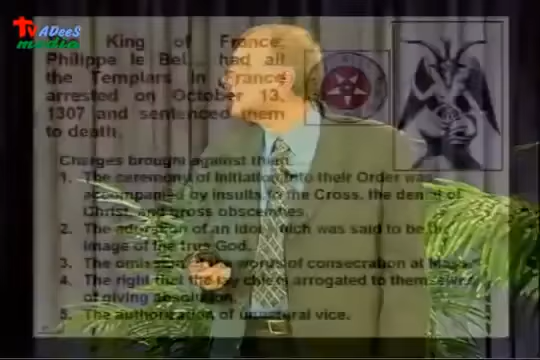 TV ADeeS
media
The King of France,
Philippe le Bel, had all
the Templars in France
arrested on October 13,
1307 and sentenced them
to death.
Charges brought against them:
1. The ceremony of initiation into their Order was
accompanied by insults to the Cross, the denial of
Christ, and gross obscenities.
2. The adoration of an idol which was said to be the
image of the true God.
3. The omission of the words of consecration at Mass.
4. The right that the lay chiefs arrogated to themselves
of giving absolution.
5. The authorization of unnatural vice.